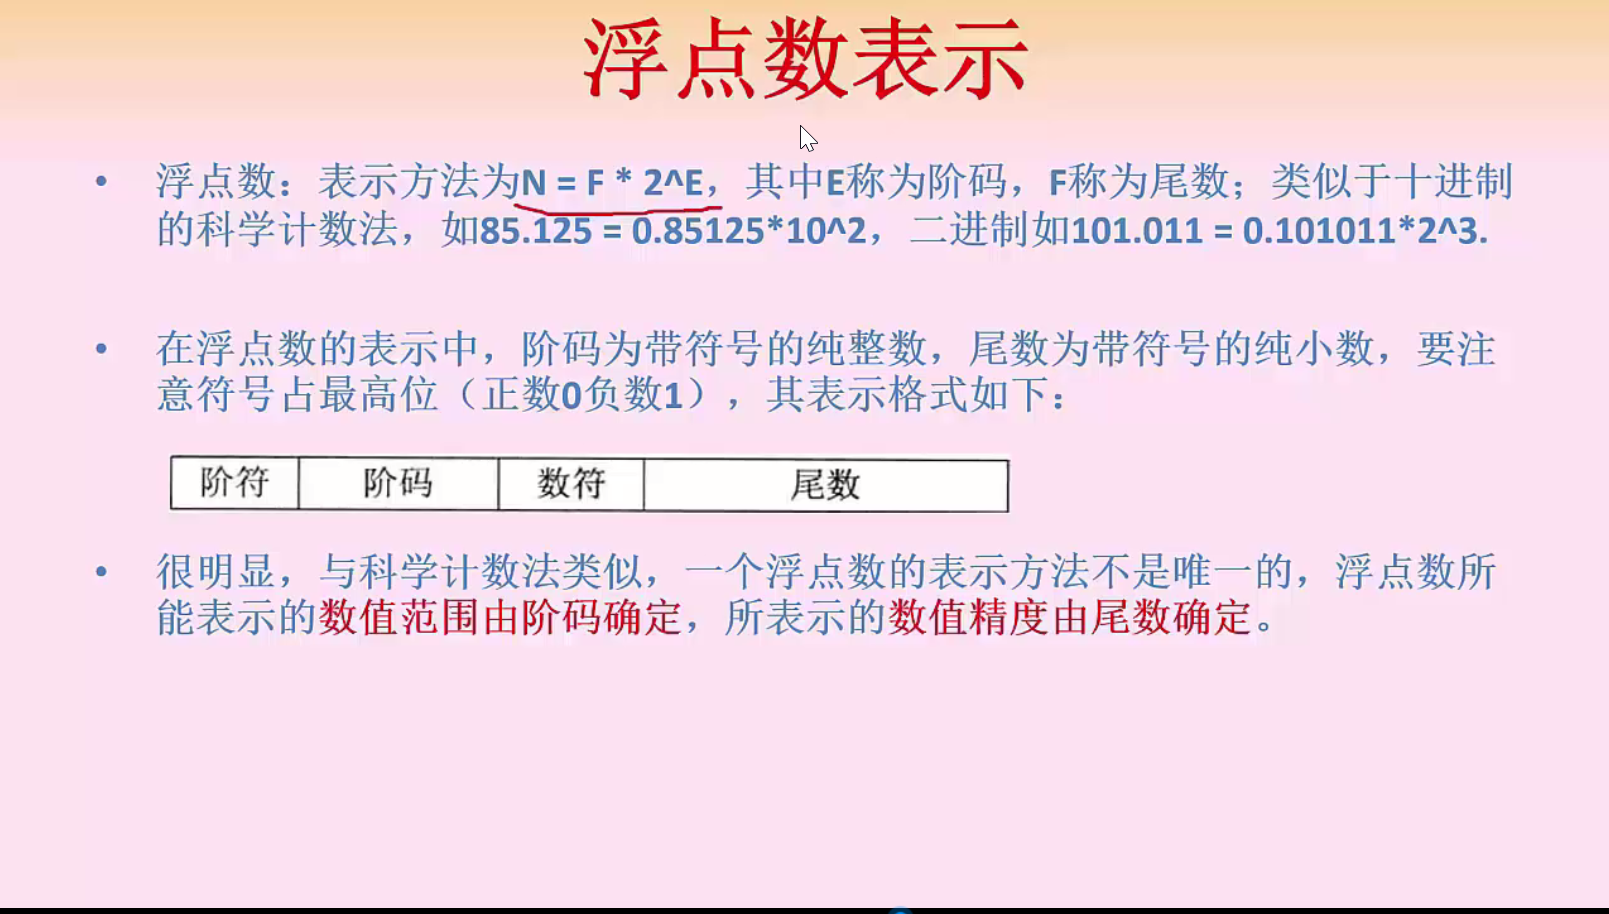 浮点数表示
• 浮点数：表示方法为N = F * 2^E，其中E称为阶码，F称为尾数；类似于十进制
的科学计数法，如85.125 = 0.85125*10^2，二进制如101.011 = 0.101011*2^3.
• 在浮点数的表示中，阶码为带符号的纯整数，尾数为带符号的纯小数，要注
意符号占最高位（正数0负数1），其表示格式如下：
阶符 阶码 数符 尾数
• 很明显，与科学计数法类似，一个浮点数的表示方法不是唯一的，浮点数所
能表示的数值范围由阶码确定，所表示的数值精度由尾数确定。